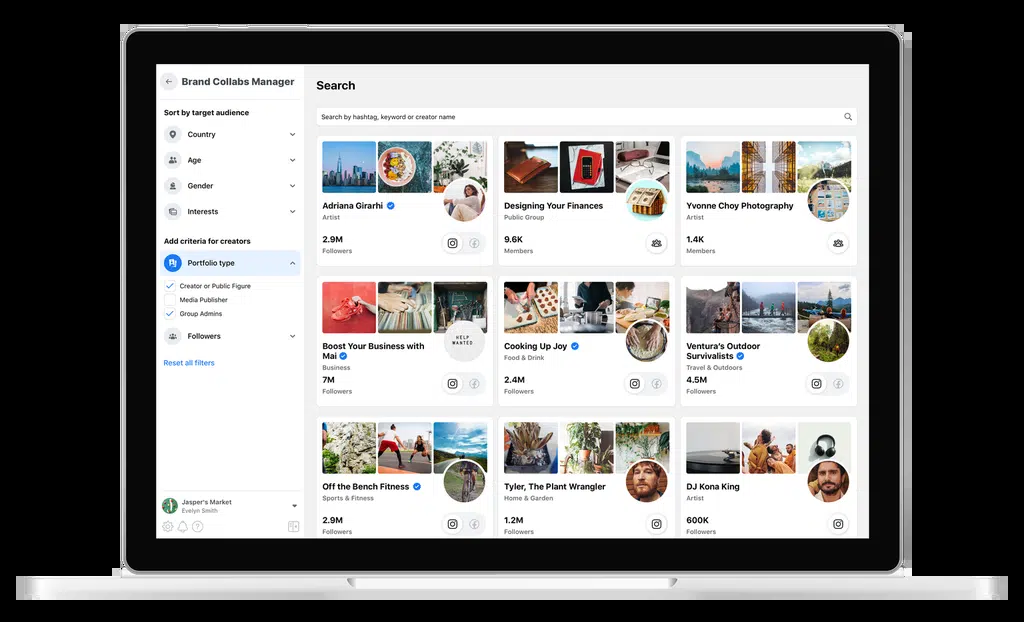 Brand Collabs Manager
Sort by target audience
Country
Age
Gender
Interests
Add criteria for creators
Portfolio type
Creator or Public Figure
Media Publisher
Group Admins
Followers
Reset all filters
Jasper's Market
Evelyn Smith
Search
Search by hashtag, keyword or creator name
Adriana Girarhi
Artist
2.9M
Followers
Designing Your Finances
Public Group
9.6K
Members
Yvonne Choy Photography
Artist
1.4K
Members
Boost Your Business with
Mai
Business
7M
Followers
HELP
WANTED
Cooking Up Joy
Food & Drink
2.4M
Followers
Ventura's Outdoor
Survivalists
Travel & Outdoors
4.5M
Followers
Off the Bench Fitness
Sports & Fitness
2.9M
Followers
Tyler, The Plant Wrangler
Home & Garden
1.2M
Followers
DJ Kona King
Artist
600K
Followers